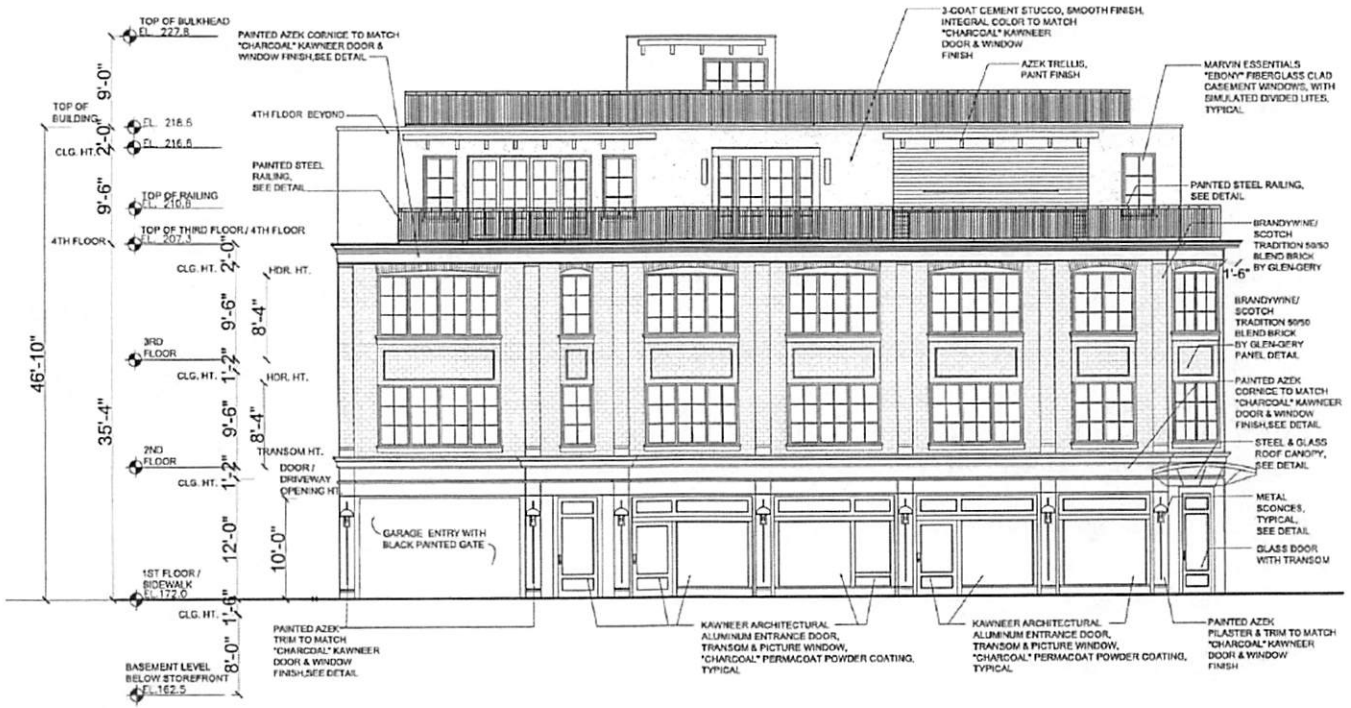 TOP OF BULKHEAD
EL. 227.8
PAINTED AZEK CORNICE TO MATCH
"CHARCOAL" KAWNEER DOOR &
WINDOW FINISH,SEE DETAIL
3-COAT CEMENT STUCCO, SMOOTH FINISH,
INTEGRAL COLOR TO MATCH
"CHARCOAL" KAWNEER
DOOR & WINDOW
FINISH
AZEK TRELLIS,
PAINT FINISH
MARVIN ESSENTIALS
"EBONY" FIBERGLASS CLAD
CASEMENT WINDOWS, WITH
SIMULATED DIVIDED LITES,
TYPICAL
9'-0"
TOP OF
BUILDING
EL. 218.6
4TH FLOOR BEYOND
2'-0"
CLG. HT.
EL. 216.6
PAINTED STEEL
RAILING,
SEE DETAIL
9'-6"
PAINTED STEEL RAILING,
SEE DETAIL
TOP OF RAILING
EL. 210.8
TOP OF THIRD FLOOR / 4TH FLOOR
4TH FLOOR
EL. 207.3
BRANDYWINE/
SCOTCH
TRADITION 50/50
BLEND BRICK
BY GLEN-GERY
1'-6"
CLG. HT.
2'-0"
HDR. HT.
9'-6"
8'-4"
BRANDYWINE/
SCOTCH
TRADITION 50/50
BLEND BRICK
BY GLEN-GERY
PANEL DETAIL
3RD
FLOOR
CLG. HT.
1'-2"
HDR. HT.
46'-10"
35'-4"
9'-6"
8'-4"
PAINTED AZEK
CORNICE TO MATCH
"CHARCOAL" KAWNEER
DOOR & WINDOW
FINISH,SEE DETAIL
2ND
FLOOR
TRANSOM HT.
CLG. HT.
1'-2"
DOOR /
DRIVEWAY
OPENING HT.
STEEL & GLASS
ROOF CANOPY,
SEE DETAIL
METAL
SCONCES,
TYPICAL,
SEE DETAIL
12'-0"
10'-0"
GARAGE ENTRY WITH
BLACK PAINTED GATE
GLASS DOOR
WITH TRANSOM
1ST FLOOR /
SIDEWALK
EL.172.0
CLG. HT.
1'-6"
PAINTED AZEK
TRIM TO MATCH
"CHARCOAL" KAWNEER
DOOR & WINDOW
FINISH,SEE DETAIL
KAWNEER ARCHITECTURAL
ALUMINUM ENTRANCE DOOR,
TRANSOM & PICTURE WINDOW,
"CHARCOAL" PERMACOAT POWDER COATING,
TYPICAL
KAWNEER ARCHITECTURAL
ALUMINUM ENTRANCE DOOR,
TRANSOM & PICTURE WINDOW,
"CHARCOAL" PERMACOAT POWDER COATING,
TYPICAL
PAINTED AZEK
PILASTER & TRIM TO MATCH
"CHARCOAL" KAWNEER
DOOR & WINDOW
FINISH
8'-0"
BASEMENT LEVEL
BELOW STOREFRONT
EL.162.5